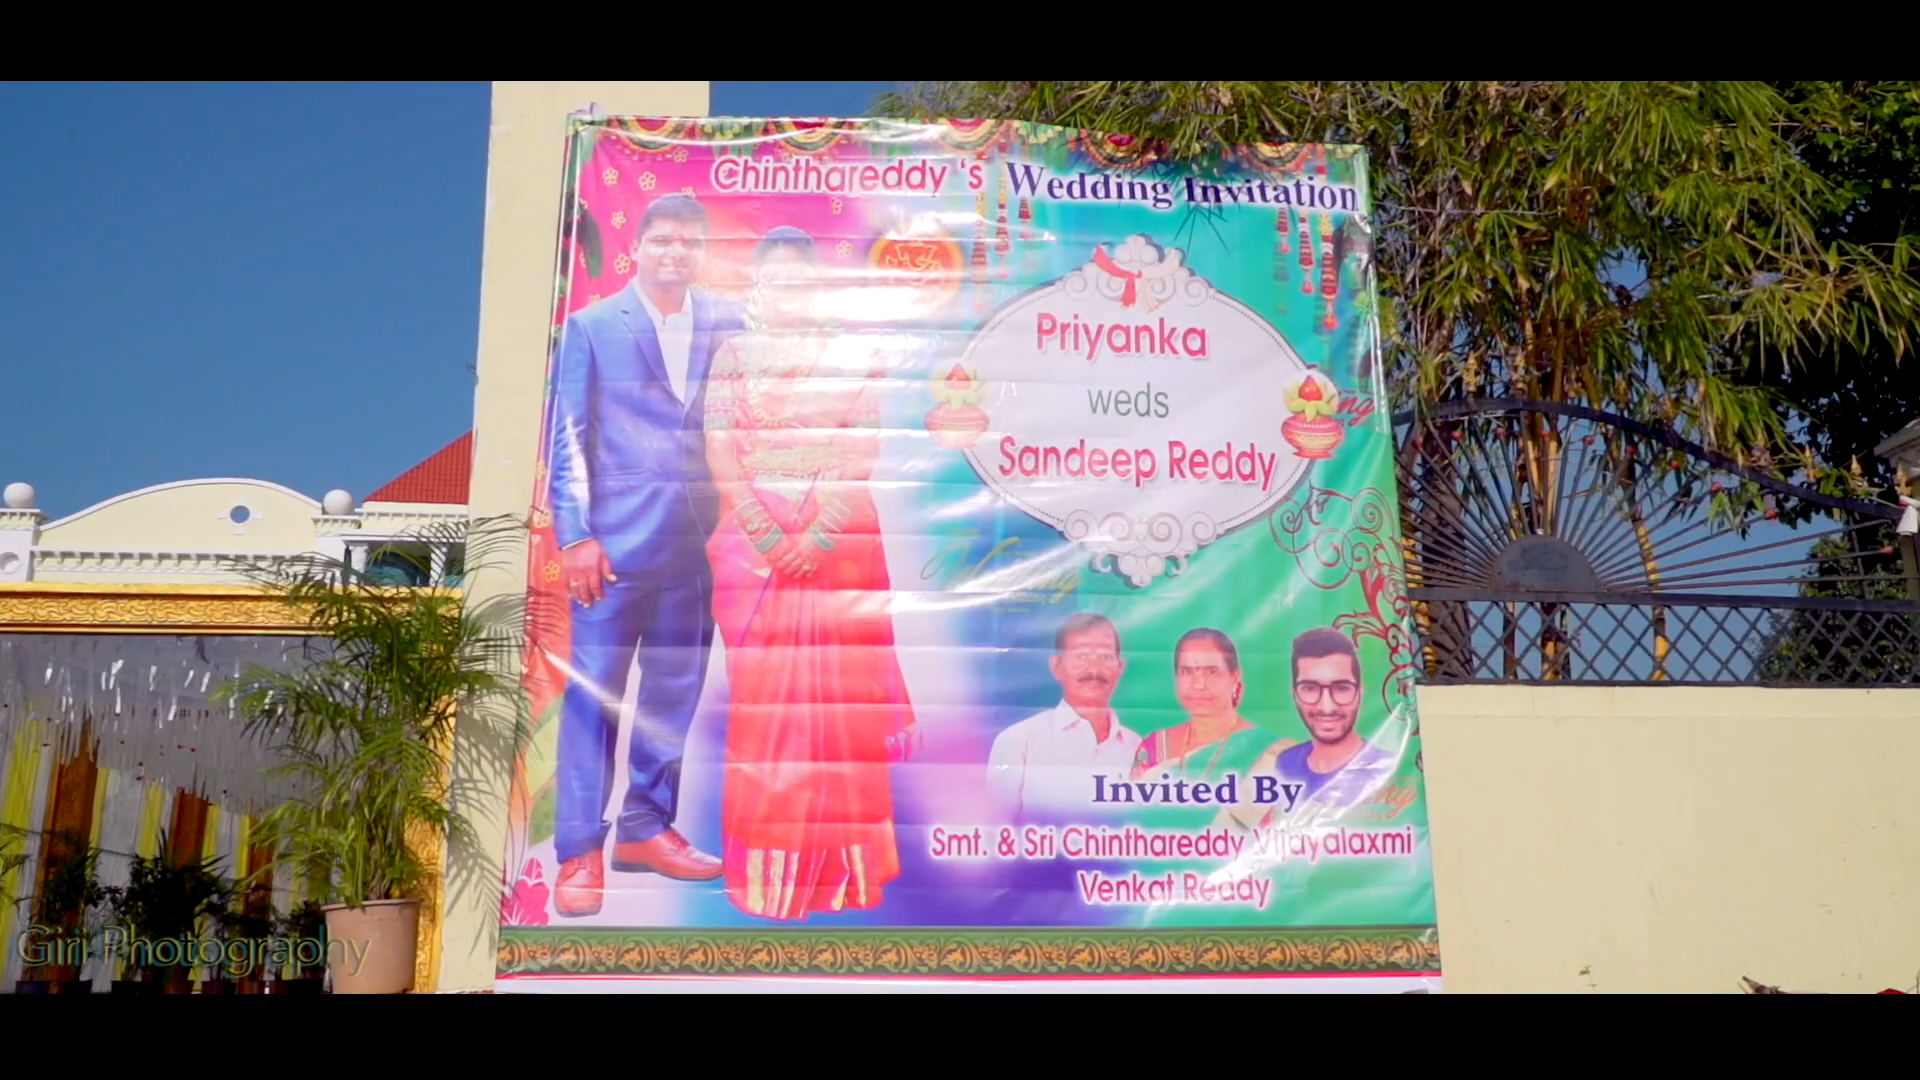 Chinthareddy 's Wedding Invitation
Priyanka
weds
Sandeep Reddy
Invited By
Smt. & Sri Chinthareddy Vijayalaxmi
Venkat Reddy
Giri Photography